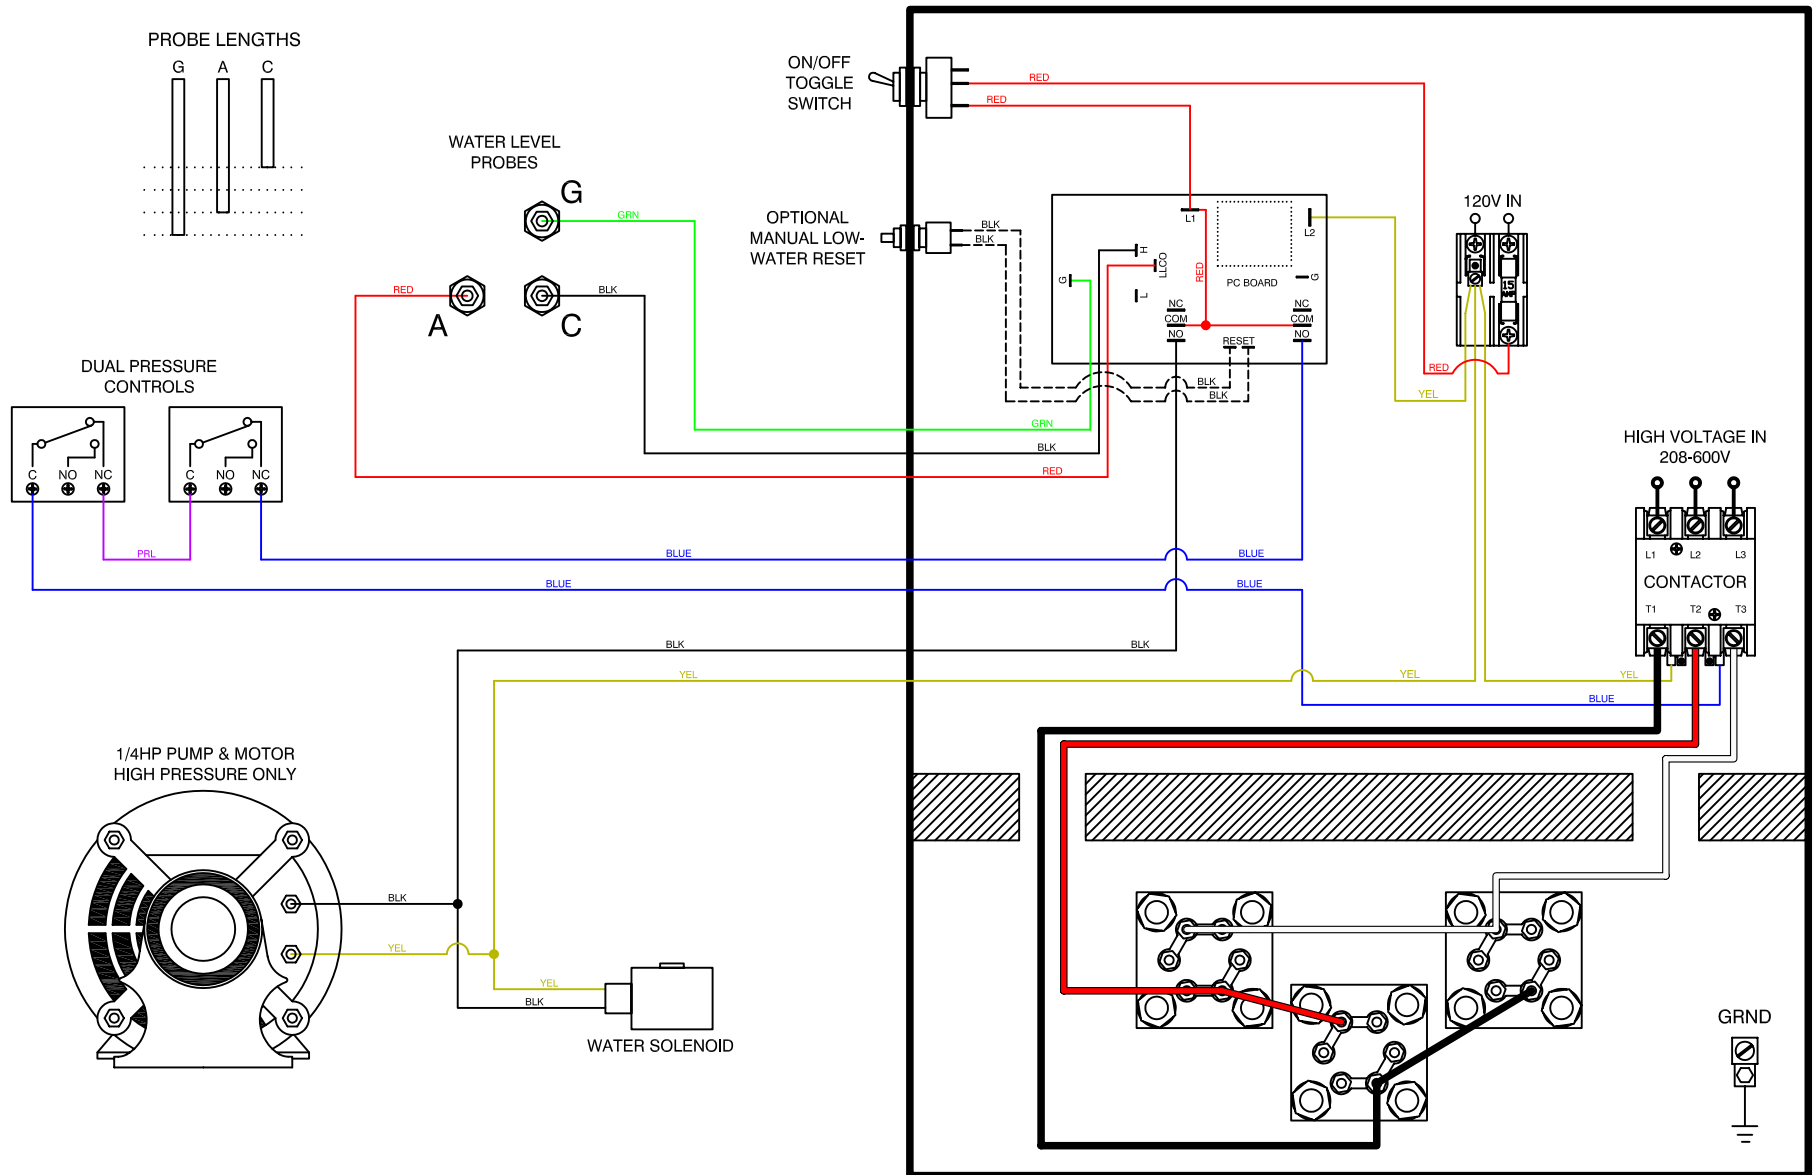 PROBE LENGTHS
G A C
ON/OFF
TOGGLE
SWITCH
RED
RED
WATER LEVEL
PROBES
G
GRN
OPTIONAL
MANUAL LOW-
WATER RESET
BLK
BLK
L1
L2
120V IN
H
LLCO
RED
G
L
PC BOARD
G
15
AMP
RED
A
BLK
C
NC
COM
NO
NC
COM
NO
RESET
BLK
BLK
RED
YEL
DUAL PRESSURE
CONTROLS
GRN
BLK
RED
C NO NC
C NO NC
HIGH VOLTAGE IN
208-600V
PRL
BLUE
BLUE
BLUE
BLUE
L1 L2 L3
CONTACTOR
T1 T2 T3
BLK
BLK
YEL
YEL
YEL
BLUE
1/4HP PUMP & MOTOR
HIGH PRESSURE ONLY
BLK
YEL
YEL
BLK
WATER SOLENOID
GRND